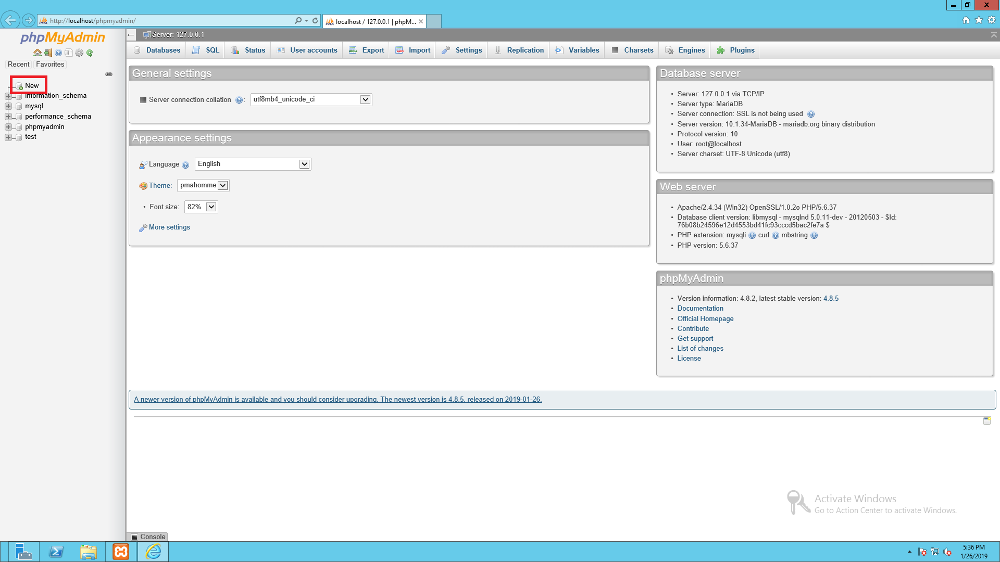 http://localhost/phpmyadmin/
localhost / 127.0.0.1 | phpM...
phpMyAdmin
Recent
Favorites
New
information_schema
mysql
performance_schema
phpmyadmin
test
Server: 127.0.0.1
Databases
SQL
Status
User accounts
Export
Import
Settings
Replication
Variables
Charsets
Engines
Plugins
General settings
Server connection collation : utf8mb4_unicode_ci
Appearance settings
Language English
Theme: pmahomme
• Font size: 82%
More settings
Database server
• Server: 127.0.0.1 via TCP/IP
• Server type: MariaDB
• Server connection: SSL is not being used
• Server version: 10.1.34-MariaDB - mariadb.org binary distribution
• Protocol version: 10
• User: root@localhost
• Server charset: UTF-8 Unicode (utf8)
Web server
• Apache/2.4.34 (Win32) OpenSSL/1.0.2o PHP/5.6.37
• Database client version: libmysql - mysqlnd 5.0.11-dev - 20120503 - $Id:
76b08b24596e12d4553bd41fc93cccd5bac2fe7a $
• PHP extension: mysqli curl mbstring
• PHP version: 5.6.37
phpMyAdmin
• Version information: 4.8.2, latest stable version: 4.8.5
• Documentation
• Official Homepage
• Contribute
• Get support
• List of changes
• License
A newer version of phpMyAdmin is available and you should consider upgrading. The newest version is 4.8.5, released on 2019-01-26.
Activate Windows
Go to Action Center to activate Windows.
Console
5:36 PM
1/26/2019